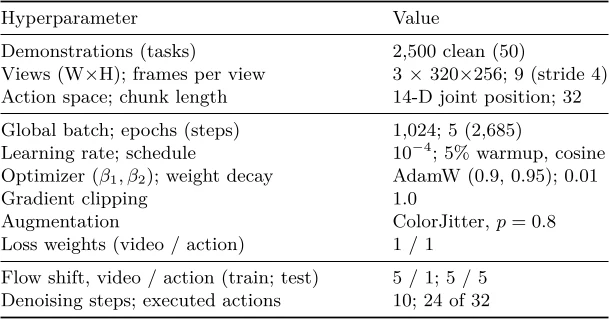 Hyperparameter Value
Demonstrations (tasks) 2,500 clean (50)
Views (W×H); frames per view 3 × 320×256; 9 (stride 4)
Action space; chunk length 14-D joint position; 32
Global batch; epochs (steps) 1,024; 5 (2,685)
Learning rate; schedule 10⁻⁴; 5% warmup, cosine
Optimizer (β₁, β₂); weight decay AdamW (0.9, 0.95); 0.01
Gradient clipping 1.0
Augmentation ColorJitter, p = 0.8
Loss weights (video / action) 1 / 1
Flow shift, video / action (train; test) 5 / 1; 5 / 5
Denoising steps; executed actions 10; 24 of 32